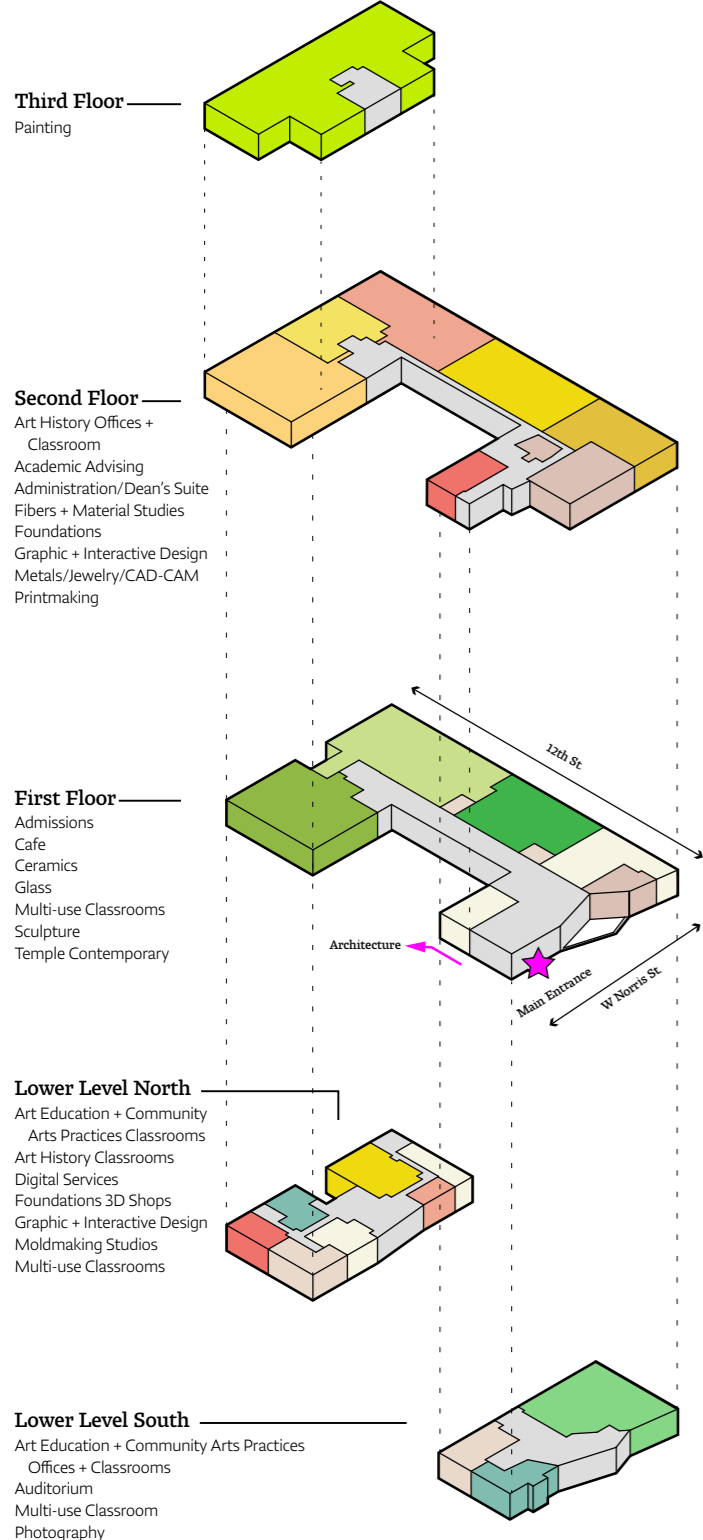 Third Floor
Painting
Second Floor
Art History Offices +
Classroom
Academic Advising
Administration/Dean's Suite
Fibers + Material Studies
Foundations
Graphic + Interactive Design
Metals/Jewelry/CAD-CAM
Printmaking
12th St
First Floor
Admissions
Cafe
Ceramics
Glass
Multi-use Classrooms
Sculpture
Temple Contemporary
Architecture
Main Entrance
W Norris St
Lower Level North
Art Education + Community
Arts Practices Classrooms
Art History Classrooms
Digital Services
Foundations 3D Shops
Graphic + Interactive Design
Moldmaking Studios
Multi-use Classrooms
Lower Level South
Art Education + Community Arts Practices
Offices + Classrooms
Auditorium
Multi-use Classroom
Photography